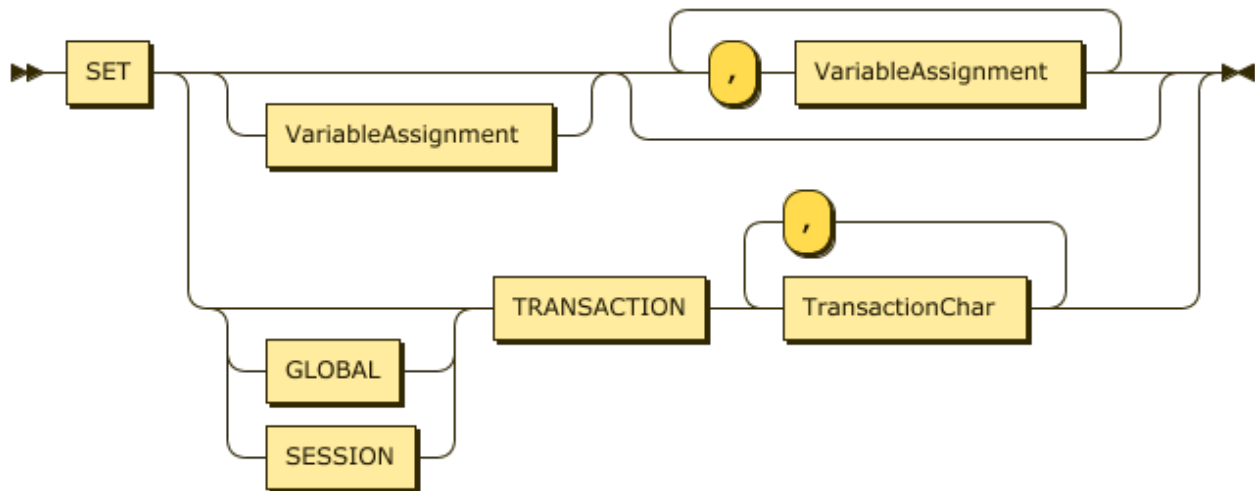 SET
, VariableAssignment
VariableAssignment
,
TRANSACTION TransactionChar
GLOBAL
SESSION